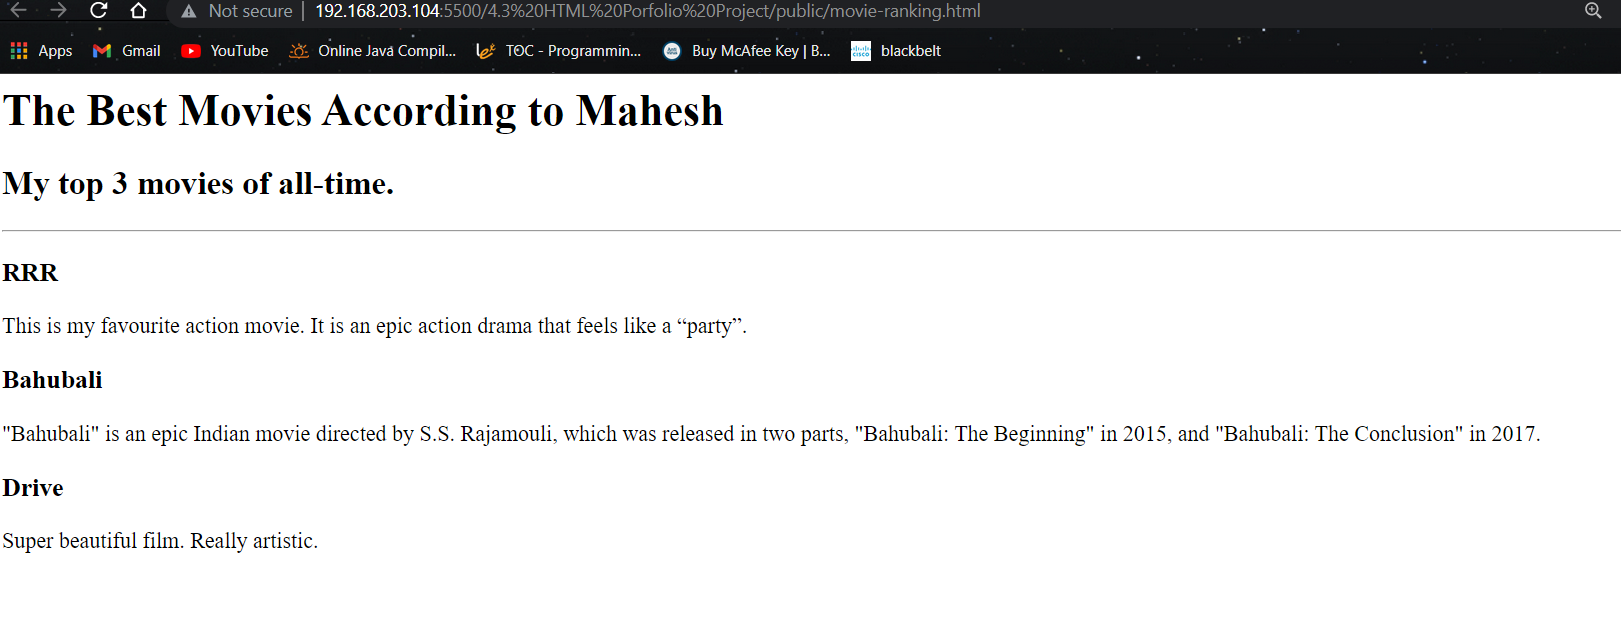 Not secure | 192.168.203.104:5500/4.3%20HTML%20Porfolio%20Project/public/movie-ranking.html
Apps Gmail YouTube Online Java Compil... TOC - Programmin... Buy McAfee Key | B... blackbelt
The Best Movies According to Mahesh
My top 3 movies of all-time.
RRR
This is my favourite action movie. It is an epic action drama that feels like a “party”.
Bahubali
"Bahubali" is an epic Indian movie directed by S.S. Rajamouli, which was released in two parts, "Bahubali: The Beginning" in 2015, and "Bahubali: The Conclusion" in 2017.
Drive
Super beautiful film. Really artistic.